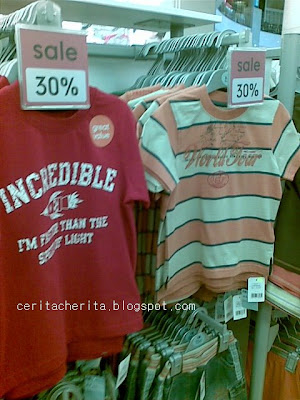 sale
30%
sale
30%
great
value
INCREDIBLE
I'M FASTER THAN THE
SPEED OF LIGHT
World Tour
ceritacherita.blogspot.com